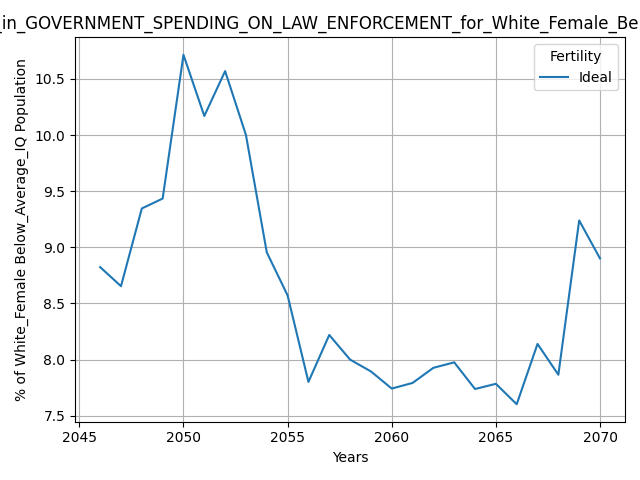 _in_GOVERNMENT_SPENDING_ON_LAW_ENFORCEMENT_for_White_Female_Be
% of White_Female Below_Average_IQ Population
10.5
10.0
9.5
9.0
8.5
8.0
7.5
Fertility
Ideal
2045 2050 2055 2060 2065 2070
Years